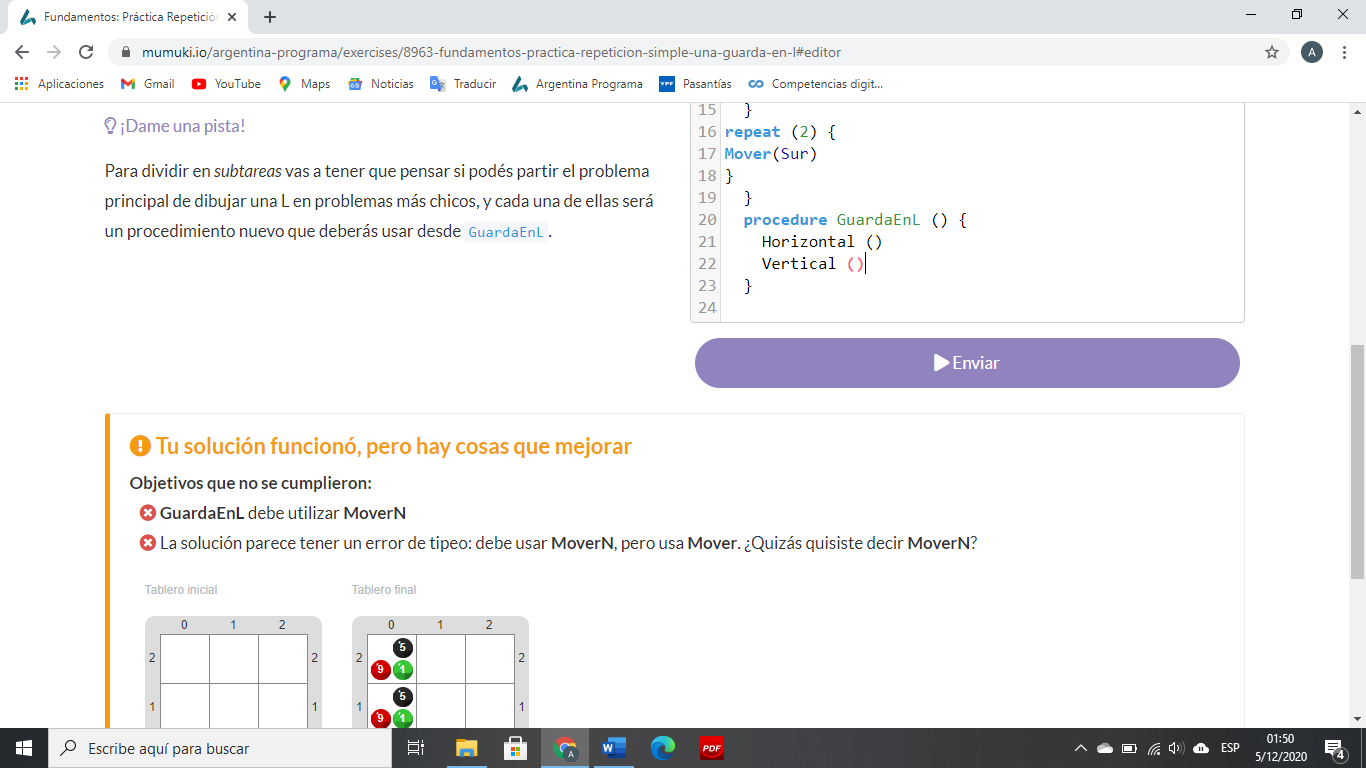 Fundamentos: Práctica Repetición
mumuki.io/argentina-programa/exercises/8963-fundamentos-practica-repeticion-simple-una-guarda-en-l#editor
A
Aplicaciones Gmail YouTube Maps Noticias Traducir Argentina Programa YPF Pasantías Competencias digit...
¡Dame una pista!
Para dividir en subtareas vas a tener que pensar si podés partir el problema
principal de dibujar una L en problemas más chicos, y cada una de ellas será
un procedimiento nuevo que deberás usar desde GuardaEnL.
15 }
16 repeat (2) {
17 Mover(Sur)
18 }
19 }
20 procedure GuardaEnL () {
21 Horizontal ()
22 Vertical ()
23 }
24
Enviar
Tu solución funcionó, pero hay cosas que mejorar
Objetivos que no se cumplieron:
GuardaEnL debe utilizar MoverN
La solución parece tener un error de tipeo: debe usar MoverN, pero usa Mover. ¿Quizás quisiste decir MoverN?
Tablero inicial
0 1 2
2 2
1 1
Tablero final
0 1 2
2 5 2
9 1
5
1 9 1 1
Escribe aquí para buscar
A
W
PDF
ESP
01:50
5/12/2020
4